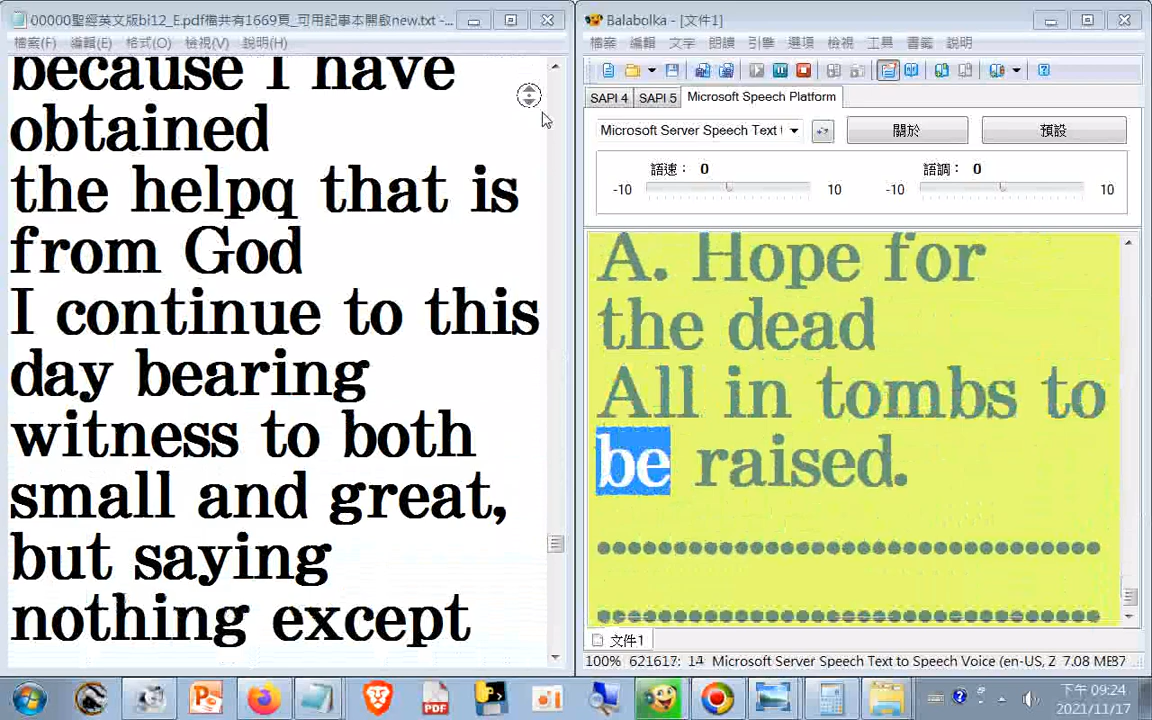 00000聖經英文版bi12_E.pdf檔共有1669頁_可用記事本開啟new.txt -...
檔案(F) 編輯(E) 格式(O) 檢視(V) 說明(H)
because I have
obtained
the helpq that is
from God
I continue to this
day bearing
witness to both
small and great,
but saying
nothing except
Balabolka - [文件1]
檔案 編輯 文字 朗讀 引擎 選項 檢視 工具 書籤 說明
SAPI 4 SAPI 5 Microsoft Speech Platform
Microsoft Server Speech Text 關於 預設
語速： 0 語調： 0
-10 10 -10 10
A. Hope for
the dead
All in tombs to
be raised.
文件1
100% 621617: 14 Microsoft Server Speech Text to Speech Voice (en-US, Z 7.08 ME87
PDF
下午 09:24
2021/11/17